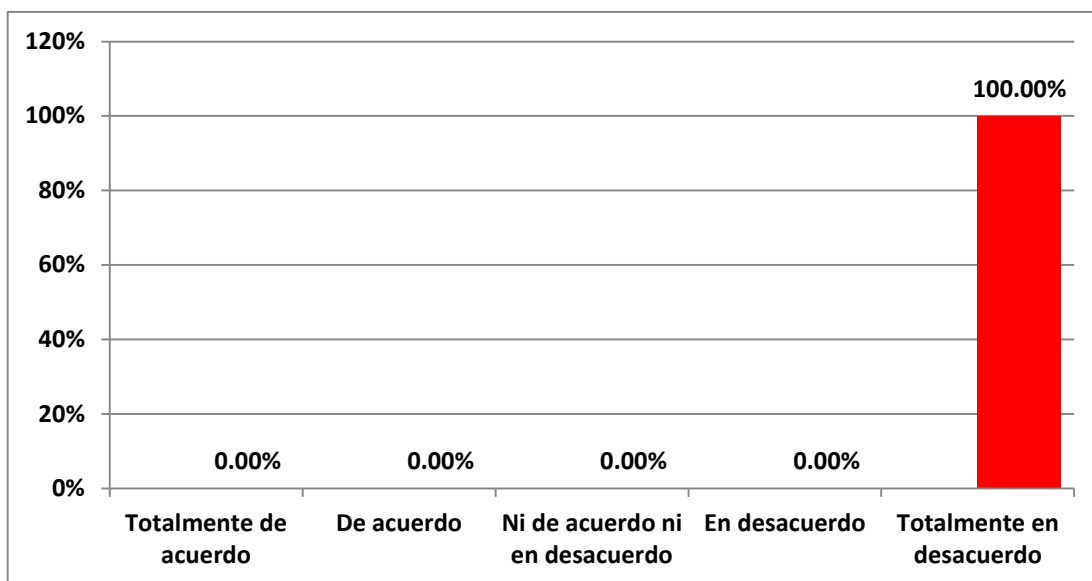 120%
100.00%
100%
80%
60%
40%
20%
0.00% 0.00% 0.00% 0.00%
0%
Totalmente de De acuerdo Ni de acuerdo ni En desacuerdo Totalmente en
acuerdo en desacuerdo desacuerdo